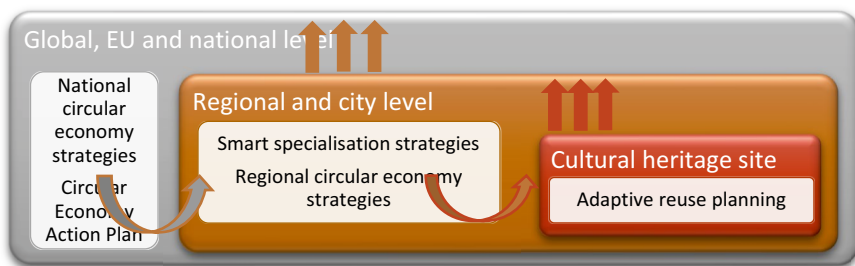 Global, EU and national level
National
circular
economy
strategies
Circular
Economy
Action Plan
Regional and city level
Smart specialisation strategies
Regional circular economy
strategies
Cultural heritage site
Adaptive reuse planning